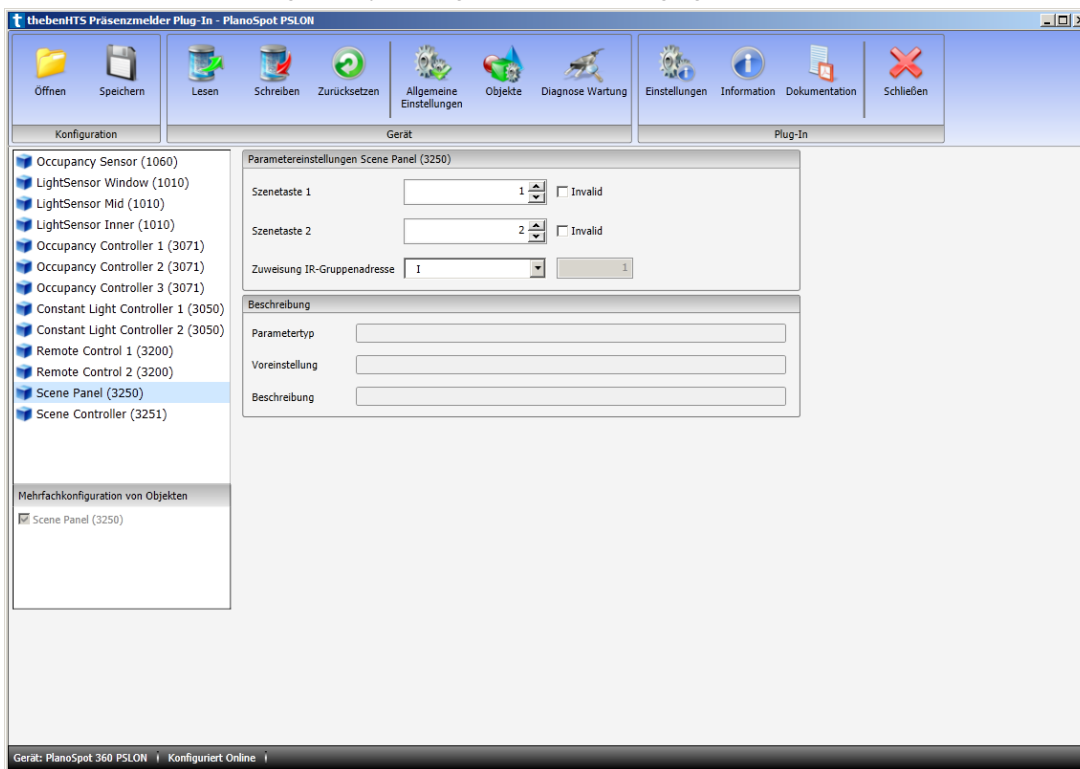 thebenHTS Präsenzmelder Plug-In - PlanoSpot PSLON
Öffnen
Speichern
Lesen
Schreiben
Zurücksetzen
Allgemeine
Einstellungen
Objekte
Diagnose Wartung
Einstellungen
Information
Dokumentation
Schließen
Konfiguration
Gerät
Plug-In
Occupancy Sensor (1060)
LightSensor Window (1010)
LightSensor Mid (1010)
LightSensor Inner (1010)
Occupancy Controller 1 (3071)
Occupancy Controller 2 (3071)
Occupancy Controller 3 (3071)
Constant Light Controller 1 (3050)
Constant Light Controller 2 (3050)
Remote Control 1 (3200)
Remote Control 2 (3200)
Scene Panel (3250)
Scene Controller (3251)
Mehrfachkonfiguration von Objekten
Scene Panel (3250)
Parametereinstellungen Scene Panel (3250)
Szenetaste 1 1 Invalid
Szenetaste 2 2 Invalid
Zuweisung IR-Gruppenadresse I 1
Beschreibung
Parametertyp
Voreinstellung
Beschreibung
Gerät: PlanoSpot 360 PSLON Konfiguriert Online